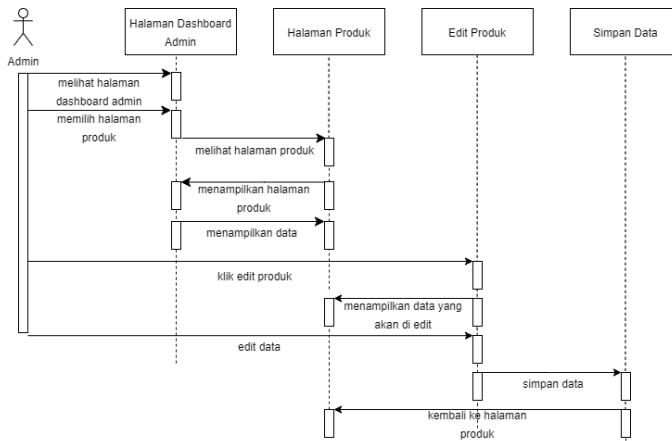 Halaman Dashboard
Admin
Halaman Produk
Edit Produk
Simpan Data
Admin
melihat halaman
dashboard admin
memilih halaman
produk
melihat halaman produk
menampilkan halaman
produk
menampilkan data
klik edit produk
menampilkan data yang
akan di edit
edit data
simpan data
kembali ke halaman
produk